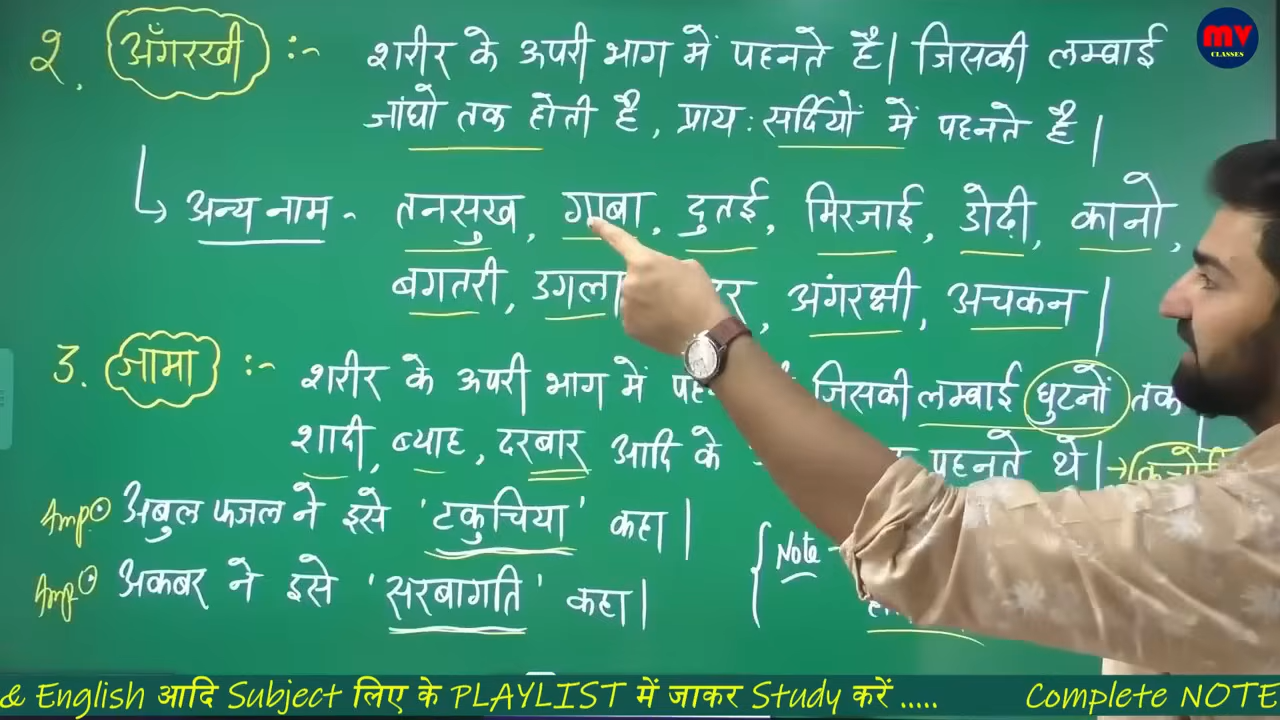 २. अँगरखी :- शरीर के ऊपरी भाग में पहनते है। जिसकी लम्बाई
जांघो तक होती है, प्राय: सर्दियों में पहनते है।
अन्य नाम - तनसुख, गाबा, दुतई, मिरजाई, डोढ़ी, कानो,
बगतरी, अंगरक्षी, अचकन।
3. जामा :- शरीर के ऊपरी भाग में जिसकी लम्बाई घुटनों तक
शादी, ब्याह, दरबार आदि के पहनते थे।→
Imp अबुल फजल ने इसे 'टकुचिया' कहा।
Imp अकबर ने इसे 'सरबागति' कहा।
Note -
mv
CLASSES
& English आदि Subject लिए के PLAYLIST में जाकर Study करें ..... Complete NOTE